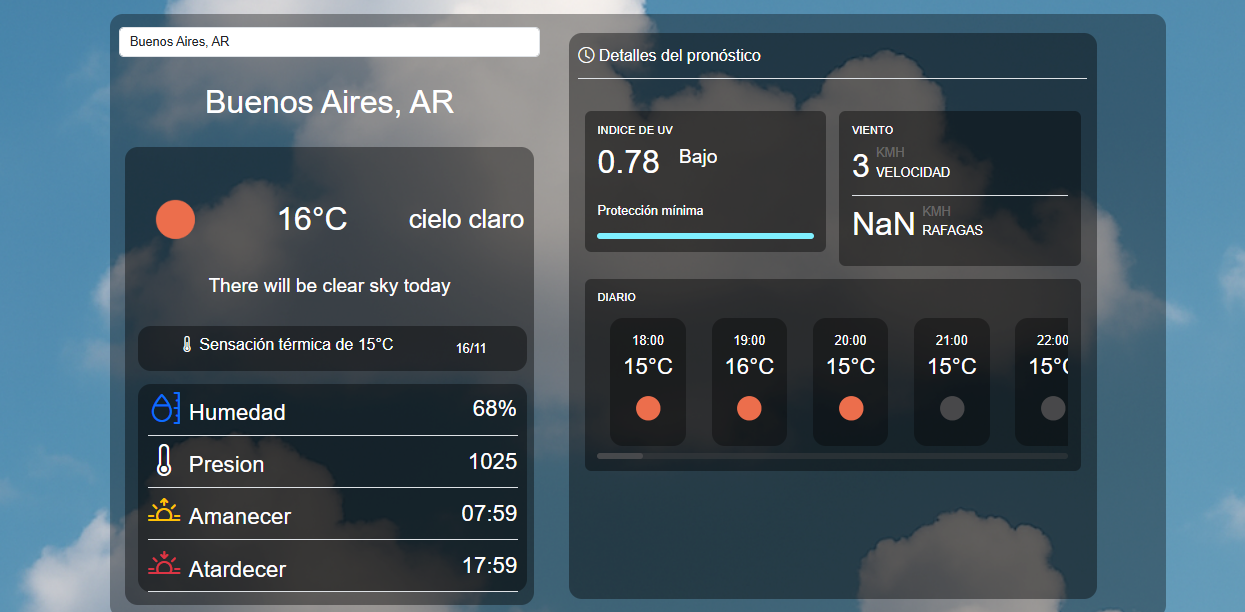 Buenos Aires, AR
Buenos Aires, AR
16°C cielo claro
There will be clear sky today
Sensación térmica de 15°C 16/11
Humedad 68%
Presion 1025
Amanecer 07:59
Atardecer 17:59
Detalles del pronóstico
INDICE DE UV
0.78 Bajo
Protección mínima
VIENTO
3 KMH
VELOCIDAD
NaN KMH
RAFAGAS
DIARIO
18:00 19:00 20:00 21:00 22:00
15°C 16°C 15°C 15°C 15°C